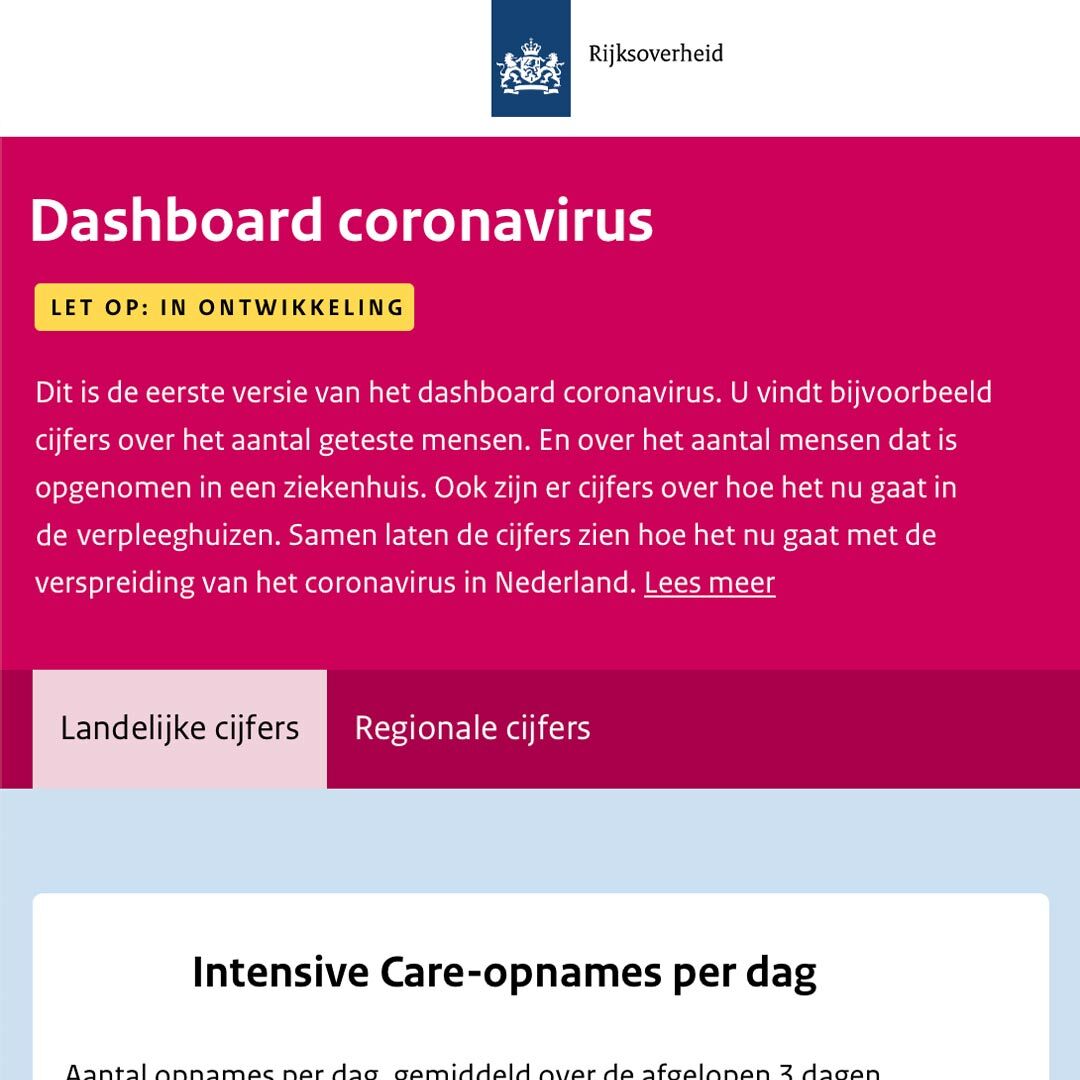 Rijksoverheid
Dashboard coronavirus
LET OP: IN ONTWIKKELING
Dit is de eerste versie van het dashboard coronavirus. U vindt bijvoorbeeld
cijfers over het aantal geteste mensen. En over het aantal mensen dat is
opgenomen in een ziekenhuis. Ook zijn er cijfers over hoe het nu gaat in
de verpleeghuizen. Samen laten de cijfers zien hoe het nu gaat met de
verspreiding van het coronavirus in Nederland. Lees meer
Landelijke cijfers
Regionale cijfers
Intensive Care-opnames per dag
Aantal opnames per dag, gemiddeld over de afgelopen 3 dagen